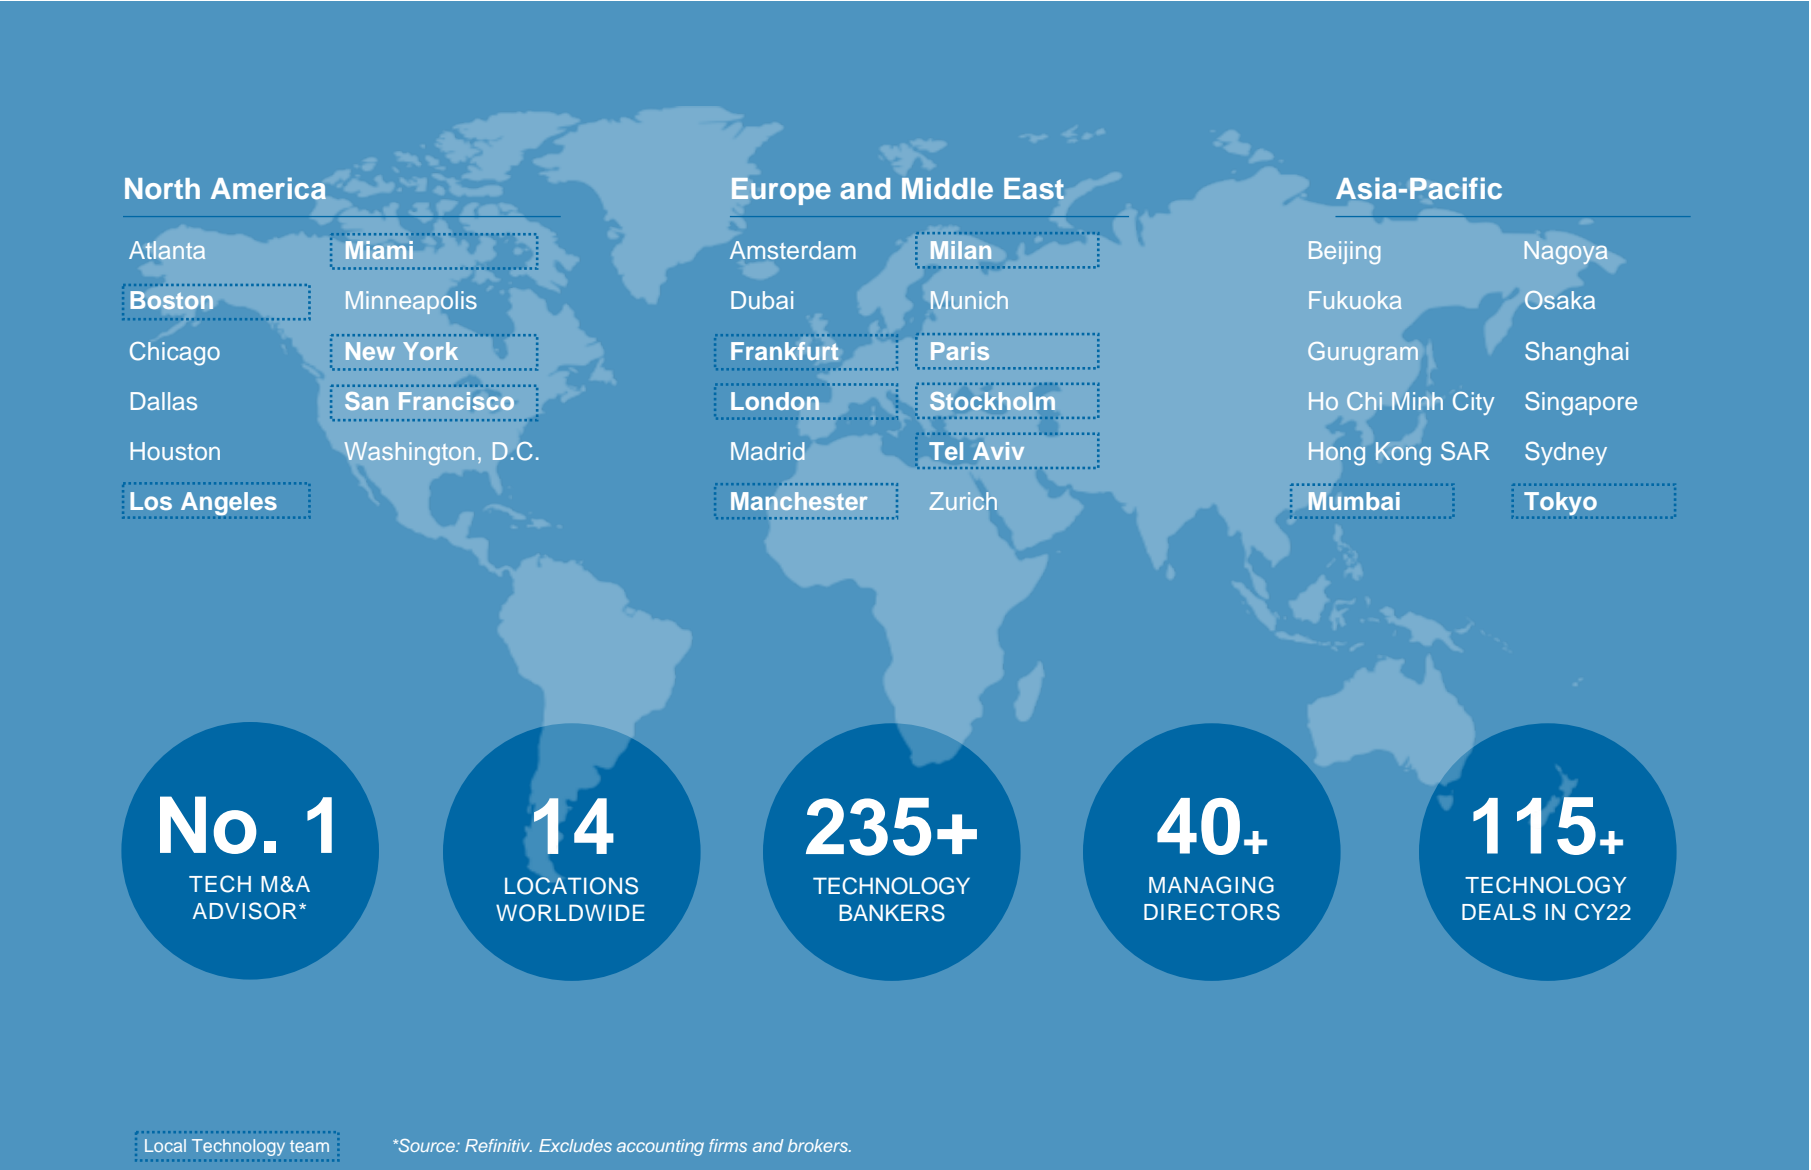 North America
Atlanta
Boston
Chicago
Dallas
Houston
Los Angeles
Miami
Minneapolis
New York
San Francisco
Washington, D.C.
Europe and Middle East
Amsterdam
Dubai
Frankfurt
London
Madrid
Manchester
Milan
Munich
Paris
Stockholm
Tel Aviv
Zurich
Asia-Pacific
Beijing
Fukuoka
Gurugram
Ho Chi Minh City
Hong Kong SAR
Mumbai
Nagoya
Osaka
Shanghai
Singapore
Sydney
Tokyo
No. 1
TECH M&A
ADVISOR*
14
LOCATIONS
WORLDWIDE
235+
TECHNOLOGY
BANKERS
40+
MANAGING
DIRECTORS
115+
TECHNOLOGY
DEALS IN CY22
Local Technology team
*Source: Refinitiv. Excludes accounting firms and brokers.